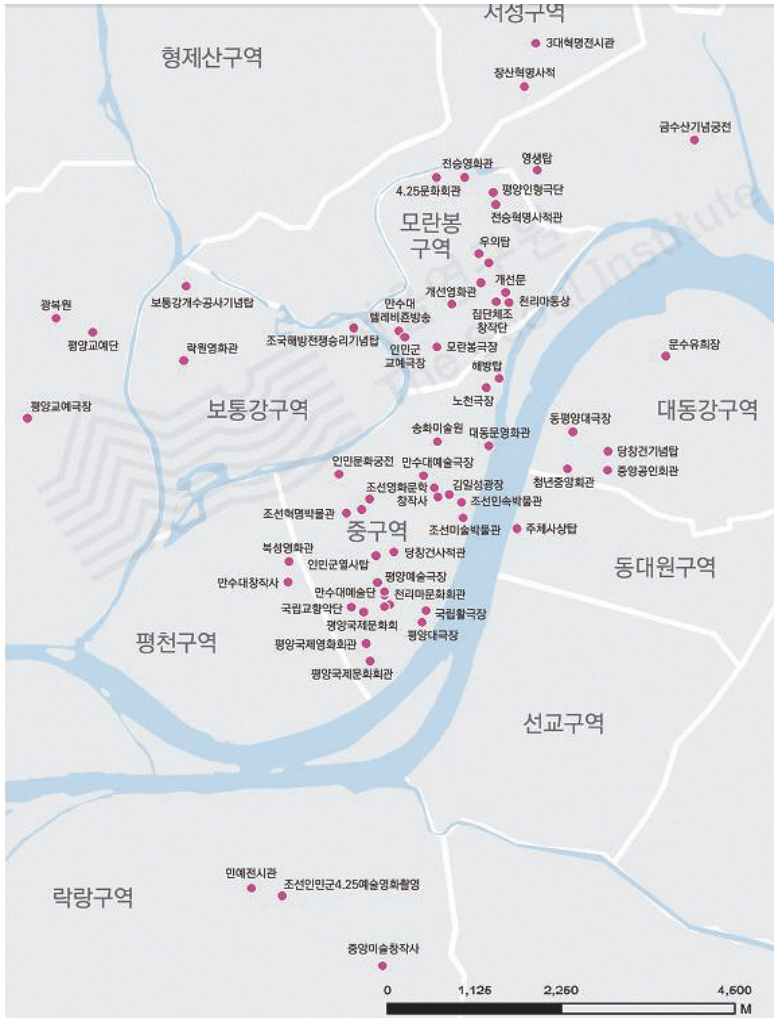 서성구역
3대혁명전시관
형제산구역
장산혁명사적
금수산기념궁전
전승영화관
영생탑
4.25문화회관
평양인형극단
전승혁명사적관
모란봉
구역
우의탑
보통강개수공사기념탑
개선문
개선영화관
천리마동상
집단체조
창작단
만수대
텔레비죤방송
광복원
평양교예단
조국해방전쟁승리기념탑
인민군
교예극장
모란봉극장
락원영화관
해방탑
문수유희장
노천극장
평양교예극장
보통강구역
대동강구역
동평양대극장
송화미술원
대동문영화관
당창건기념탑
중앙공인회관
청년중앙회관
인민문화궁전
만수대예술극장
조선영화문학
창작사
김일성광장
조선민속박물관
조선혁명박물관
중구역
조선미술박물관
주체사상탑
북성영화관
인민군열사탑
당창건사적관
동대원구역
만수대창작사
평양예술극장
만수대예술단
천리마문화회관
국립교향악단
국립활극장
평양국제문화회
평양대극장
평천구역
평양국제영화회관
평양국제문화회관
선교구역
민예전시관
조선인민군4.25예술영화촬영
락랑구역
중앙미술창작사
0 1,126 2,260 4,600
M
The Seoul Institute